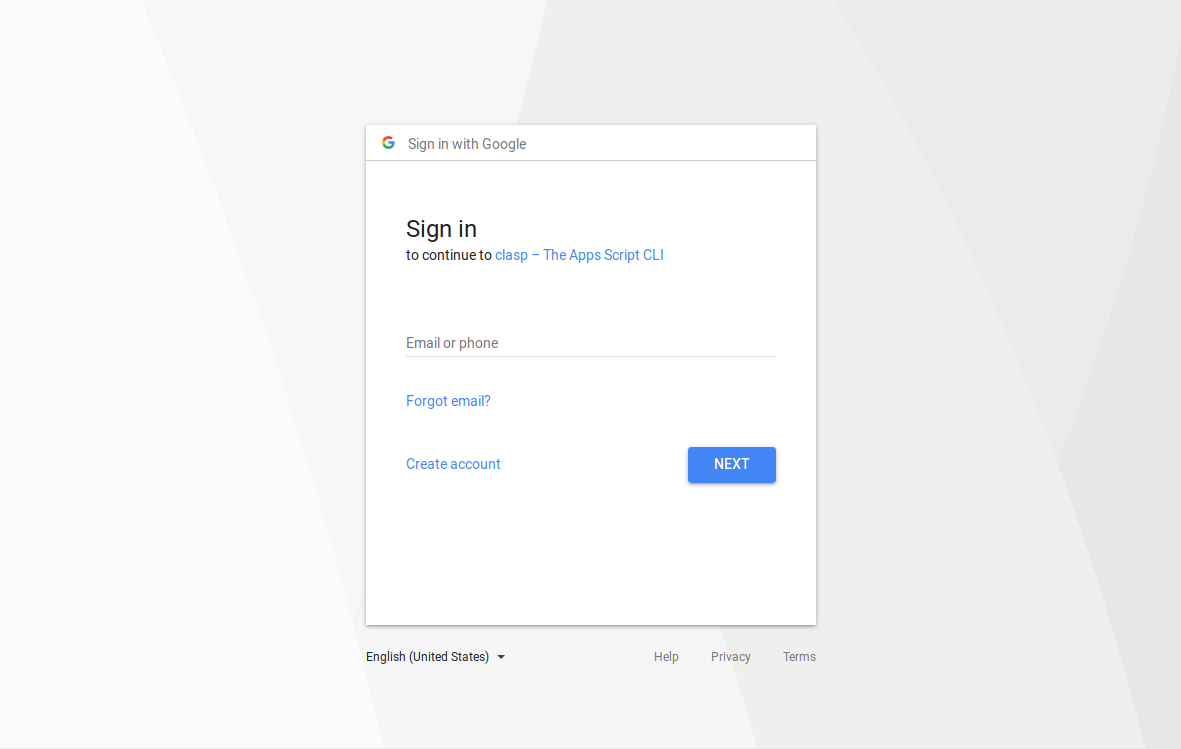 Sign in with Google
Sign in
to continue to clasp – The Apps Script CLI
Email or phone
Forgot email?
Create account
NEXT
English (United States)
Help
Privacy
Terms